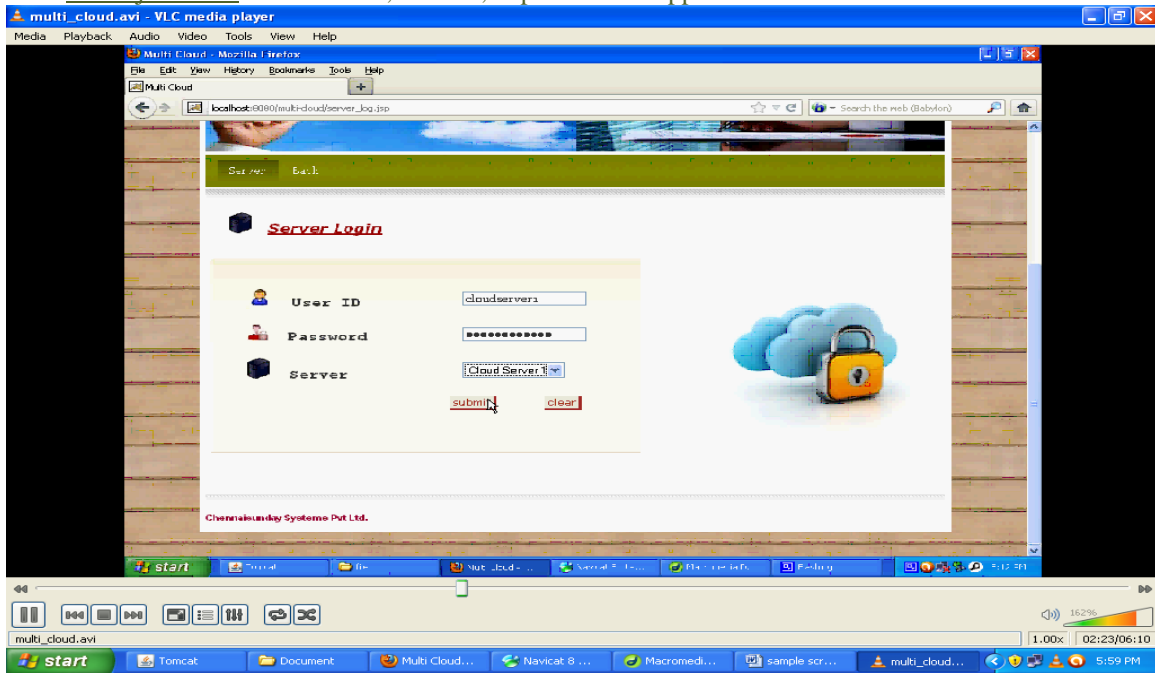 multi_cloud.avi - VLC media player
Media Playback Audio Video Tools View Help
Multi Cloud - Mozilla Firefox
File Edit View History Bookmarks Tools Help
Multi Cloud
localhost:8080/multi-cloud/server_log.jsp
Search the web (Babylon)
Server Back
Server Login
User ID cloudserver1
Password
Server Cloud Server 1
submit clear
Chennaisunday Systems Pvt Ltd.
start
multi_cloud.avi
162%
1.00x 02:23/06:10
start Tomcat Document Multi Cloud... Navicat 8 ... Macromedi... sample scr... multi_cloud... 5:59 PM